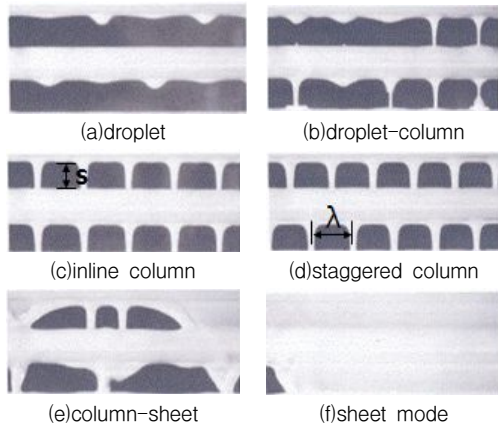 (a)droplet
(b)droplet-column
s
(c)inline column
λ
(d)staggered column
(e)column-sheet
(f)sheet mode